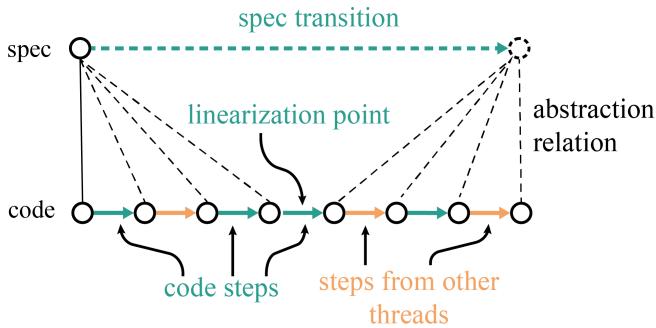 spec transition
spec
linearization point
abstraction
relation
code
code steps
steps from other
threads